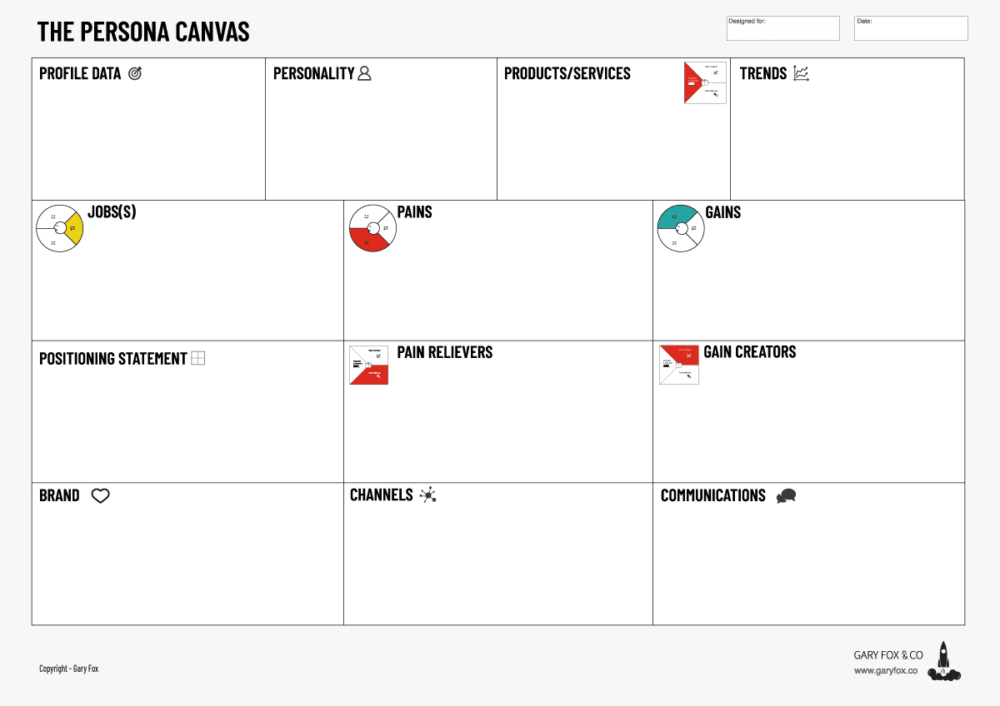 THE PERSONA CANVAS
Designed for:
Date:
PROFILE DATA
PERSONALITY
PRODUCTS/SERVICES
TRENDS
JOBS(S)
PAINS
GAINS
POSITIONING STATEMENT
PAIN RELIEVERS
GAIN CREATORS
BRAND
CHANNELS
COMMUNICATIONS
Copyright - Gary Fox
GARY FOX & CO
www.garyfox.co